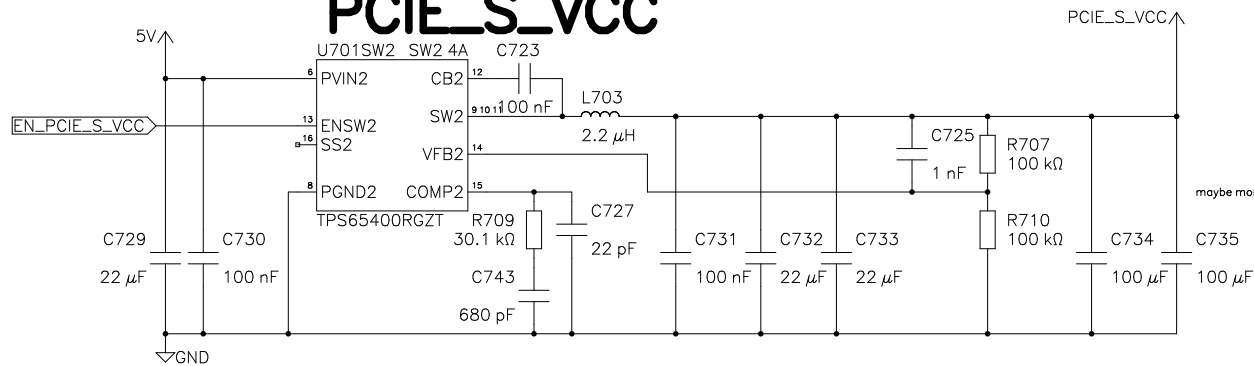 PCIE_S_VCC
PCIE_S_VCC
5V
U701SW2 SW2 4A
C723
6 PVIN2
CB2 12
100 nF
L703
EN_PCIE_S_VCC
13 ENSW2
SW2 9 10 11
2.2 µH
16 SS2
C725
R707
100 kΩ
VFB2 14
1 nF
8 PGND2
COMP2 15
maybe mo
TPS65400RGZT
R709
30.1 kΩ
C727
22 pF
R710
100 kΩ
C729
22 µF
C730
100 nF
C743
680 pF
C731
100 nF
C732
22 µF
C733
22 µF
C734
100 µF
C735
100 µF
GND